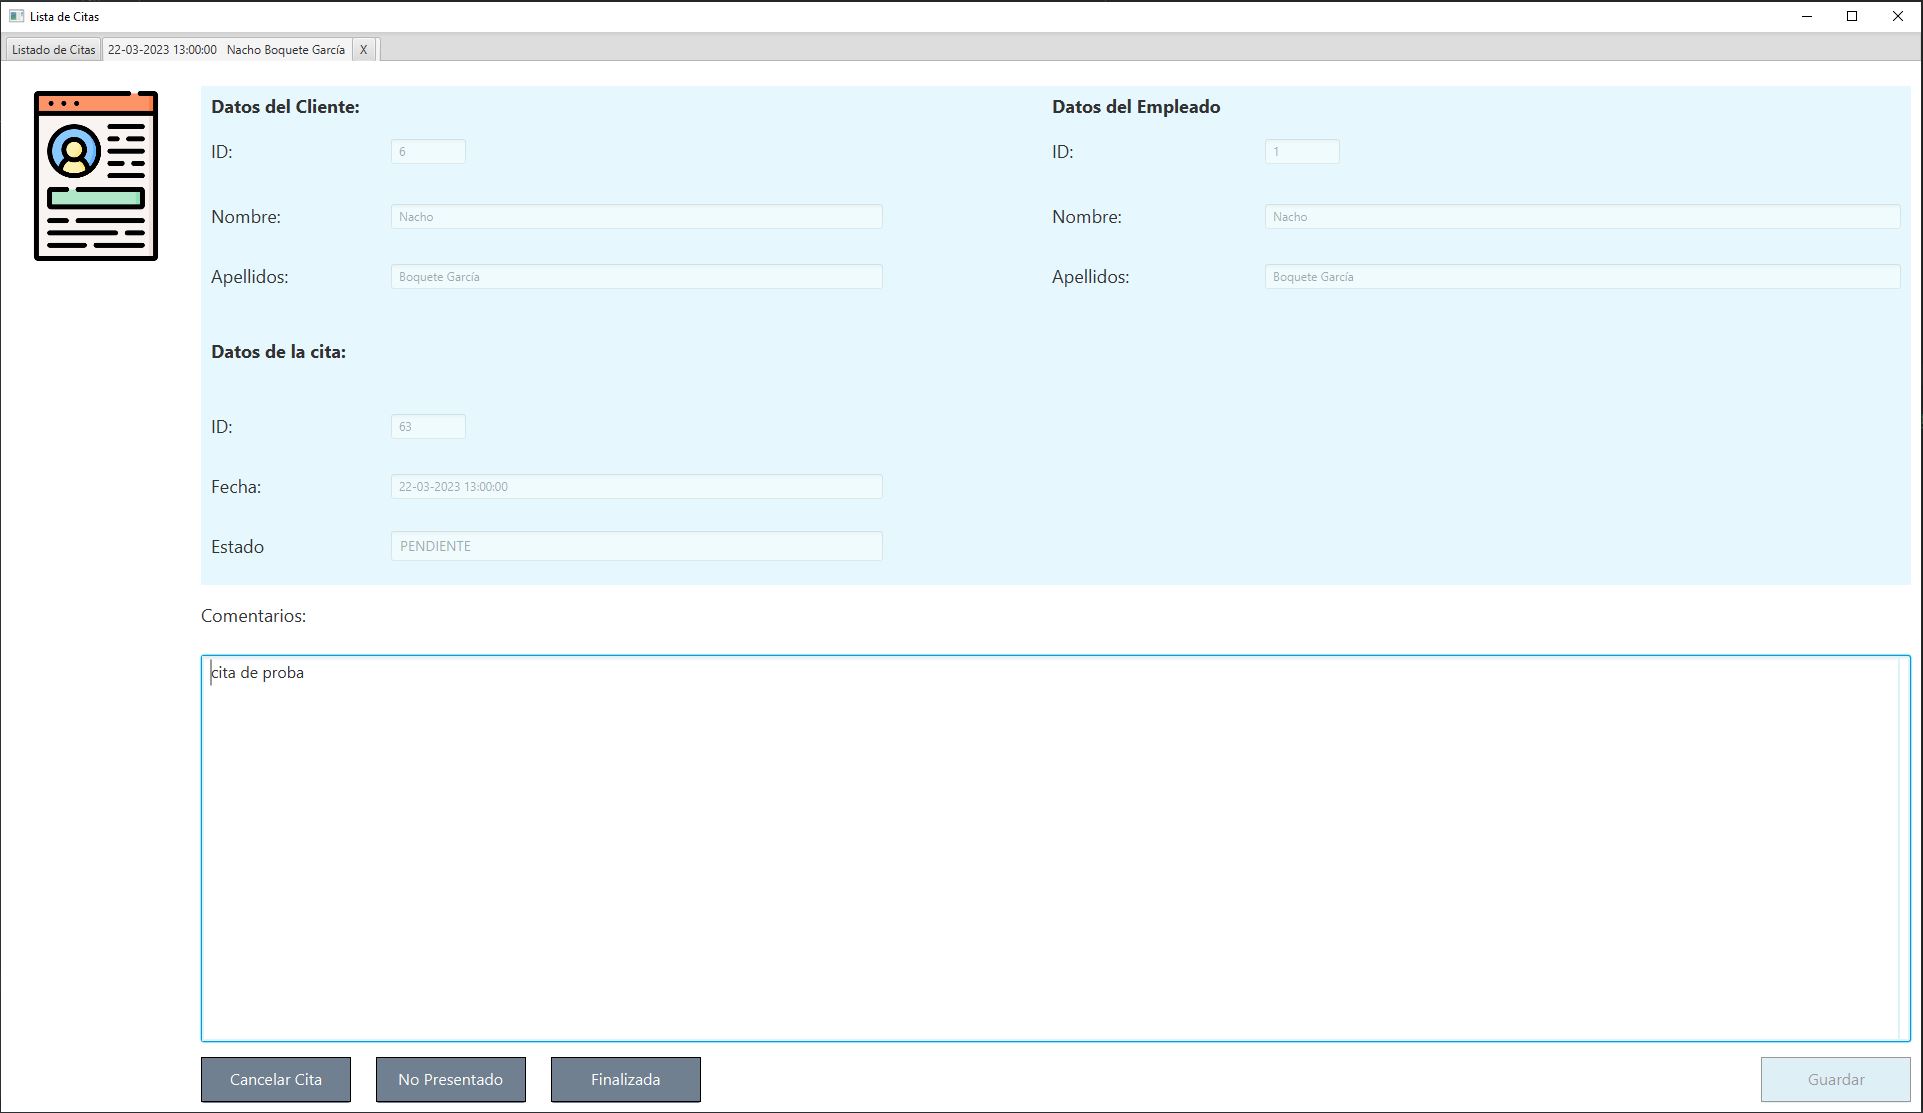 Lista de Citas
Listado de Citas
22-03-2023 13:00:00   Nacho Boquete García
X
Datos del Cliente:
ID:
6
Nombre:
Nacho
Apellidos:
Boquete García
Datos del Empleado
ID:
1
Nombre:
Nacho
Apellidos:
Boquete García
Datos de la cita:
ID:
63
Fecha:
22-03-2023 13:00:00
Estado
PENDIENTE
Comentarios:
cita de proba
Cancelar Cita
No Presentado
Finalizada
Guardar